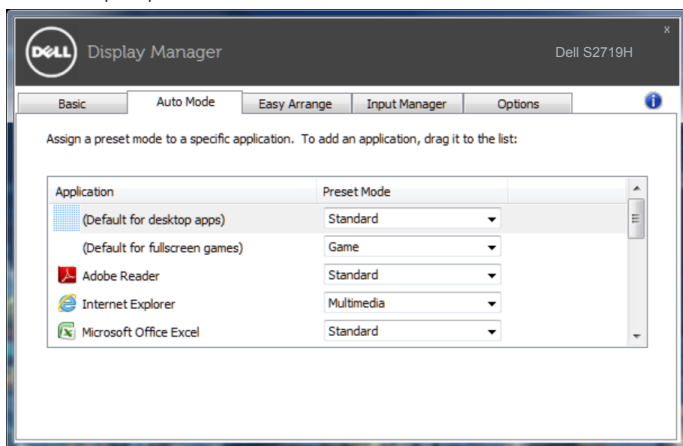 DELL Display Manager
x
Dell S2719H
Basic Auto Mode Easy Arrange Input Manager Options
Assign a preset mode to a specific application. To add an application, drag it to the list:
Application Preset Mode
(Default for desktop apps) Standard
(Default for fullscreen games) Game
Adobe Reader Standard
Internet Explorer Multimedia
Microsoft Office Excel Standard